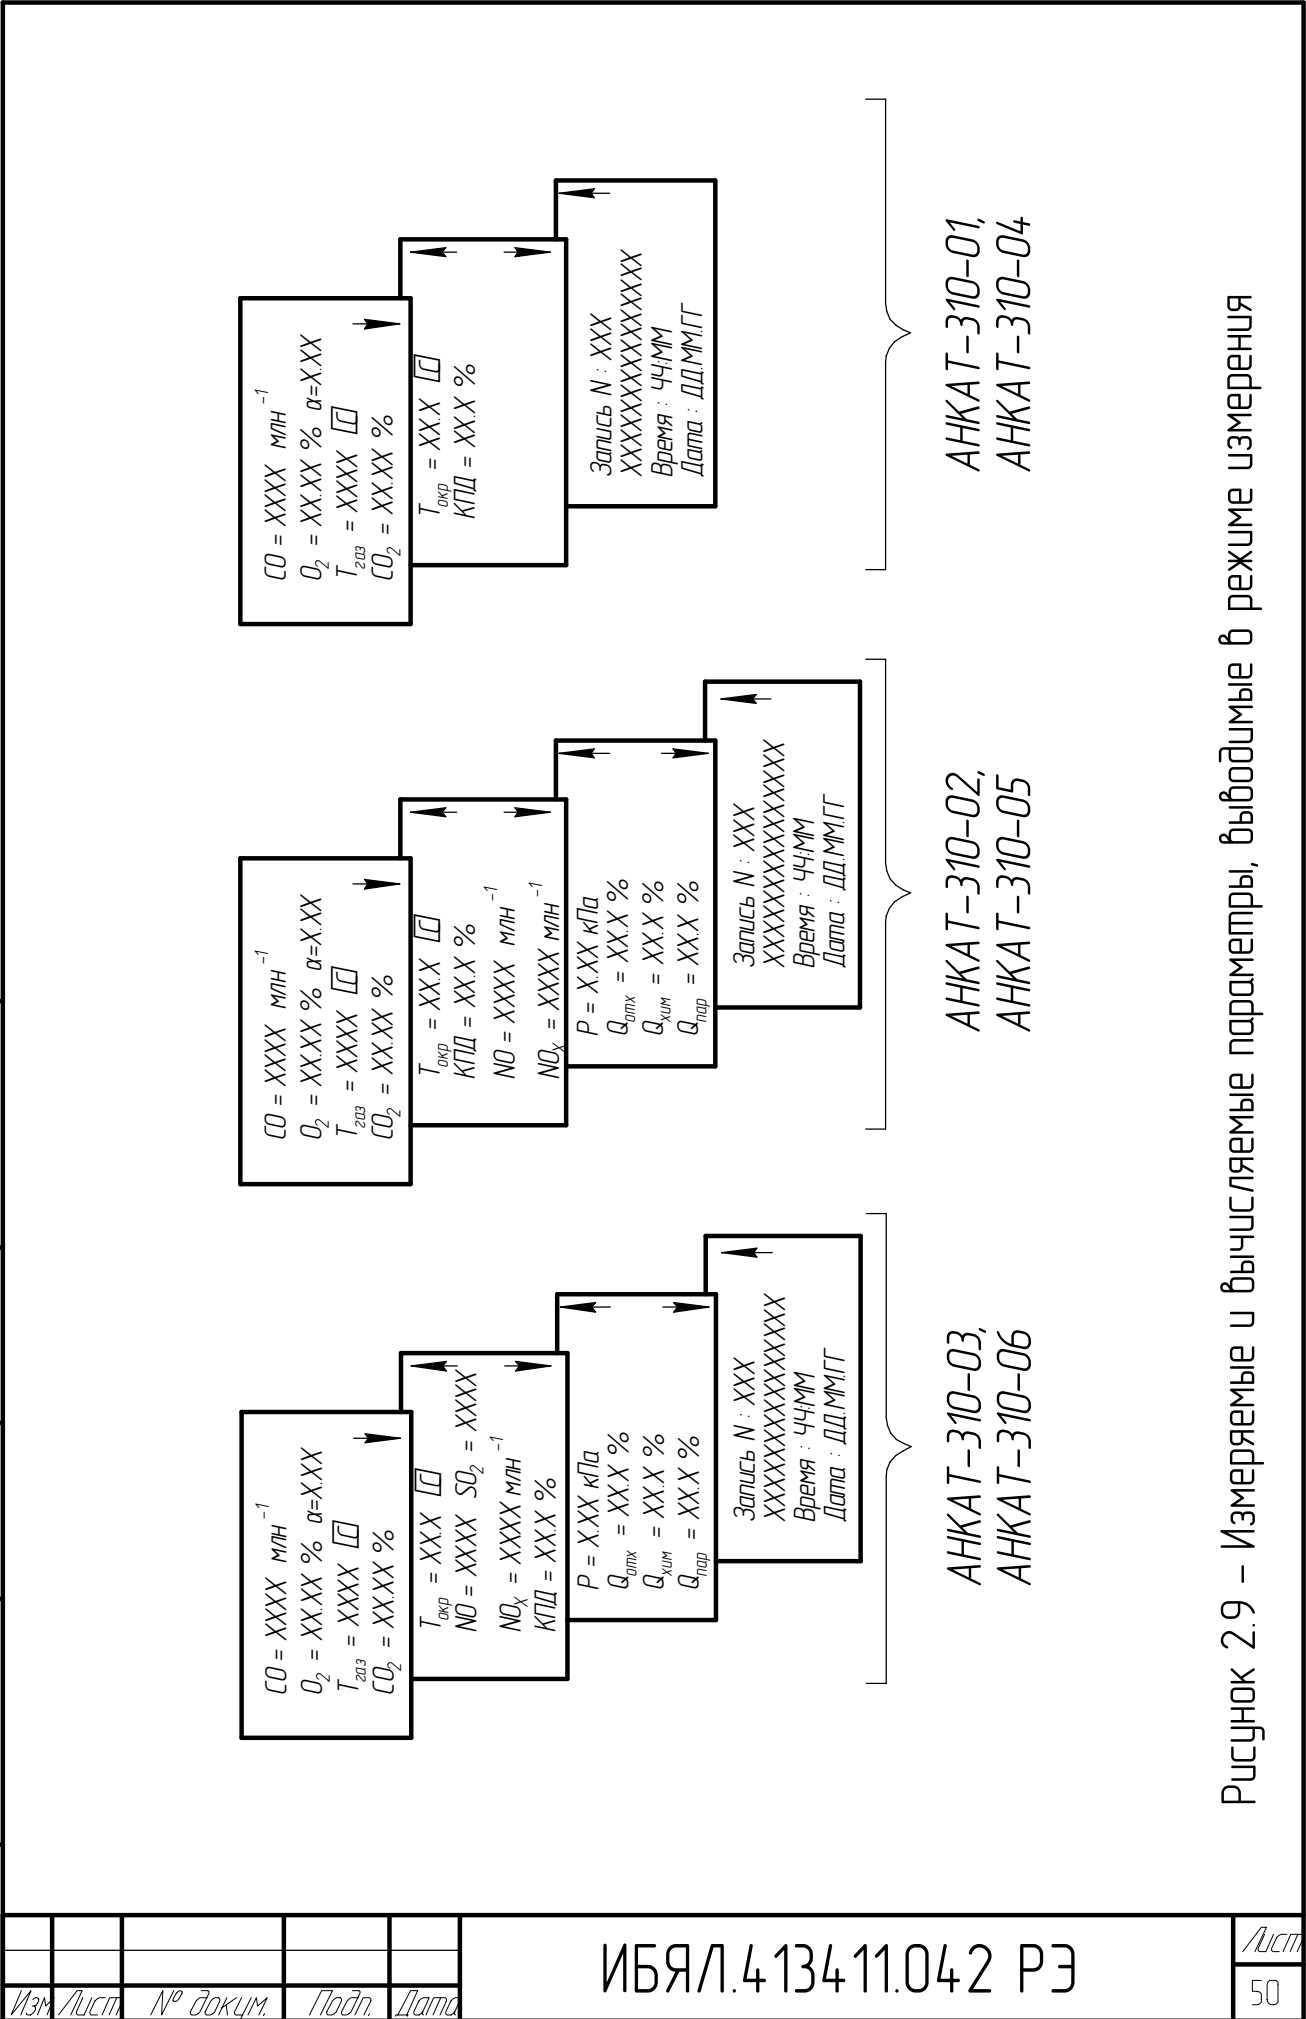 CO = XXXX млн⁻¹
O₂ = XX.XX % α=X.XX
Tгаз = XXXX [C]
CO₂ = XX.XX %
Tокр = XX.X [C]
NO = XXXX SO₂ = XXXX
NOₓ = XXXX млн⁻¹
КПД = XX.X %
P = X.XX кПа
Qотх = XX.X %
Qхим = XX.X %
Qпар = XX.X %
Запись N : XXX
XXXXXXXXXXXXXXXX
Время : ЧЧ:ММ
Дата : ДД.ММ.ГГ
АНКАТ-310-03,
АНКАТ-310-06
CO = XXXX млн⁻¹
O₂ = XX.XX % α=X.XX
Tгаз = XXXX [C]
CO₂ = XX.XX %
Tокр = XX.X [C]
КПД = XX.X %
NO = XXXX млн⁻¹
NOₓ = XXXX млн⁻¹
P = X.XX кПа
Qотх = XX.X %
Qхим = XX.X %
Qпар = XX.X %
Запись N : XXX
XXXXXXXXXXXXXXXX
Время : ЧЧ:ММ
Дата : ДД.ММ.ГГ
АНКАТ-310-02,
АНКАТ-310-05
CO = XXXX млн⁻¹
O₂ = XX.XX % α=X.XX
Tгаз = XXXX [C]
CO₂ = XX.XX %
Tокр = XX.X [C]
КПД = XX.X %
Запись N : XXX
XXXXXXXXXXXXXXXX
Время : ЧЧ:ММ
Дата : ДД.ММ.ГГ
АНКАТ-310-01,
АНКАТ-310-04
Рисунок 2.9 – Измеряемые и вычисляемые параметры, выводимые в режиме измерения
Изм Лист № докум. Подп. Дата
ИБЯЛ.413411.042 РЭ
Лист
50